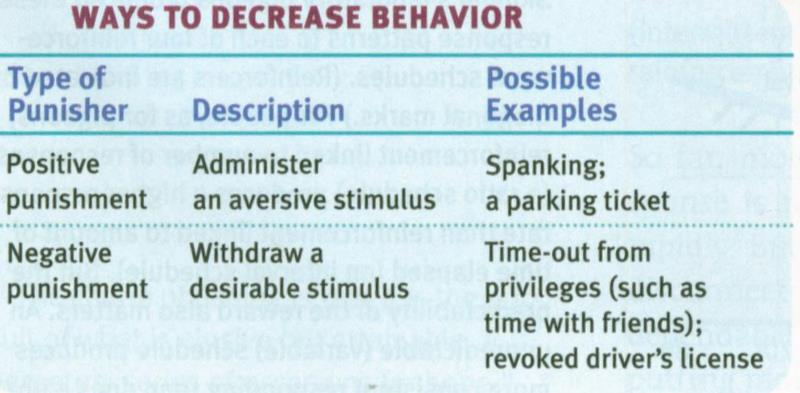 WAYS TO DECREASE BEHAVIOR
Type of
Punisher Description Possible
Examples
Positive
punishment Administer
an aversive stimulus Spanking;
a parking ticket
Negative
punishment Withdraw a
desirable stimulus Time-out from
privileges (such as
time with friends);
revoked driver's license